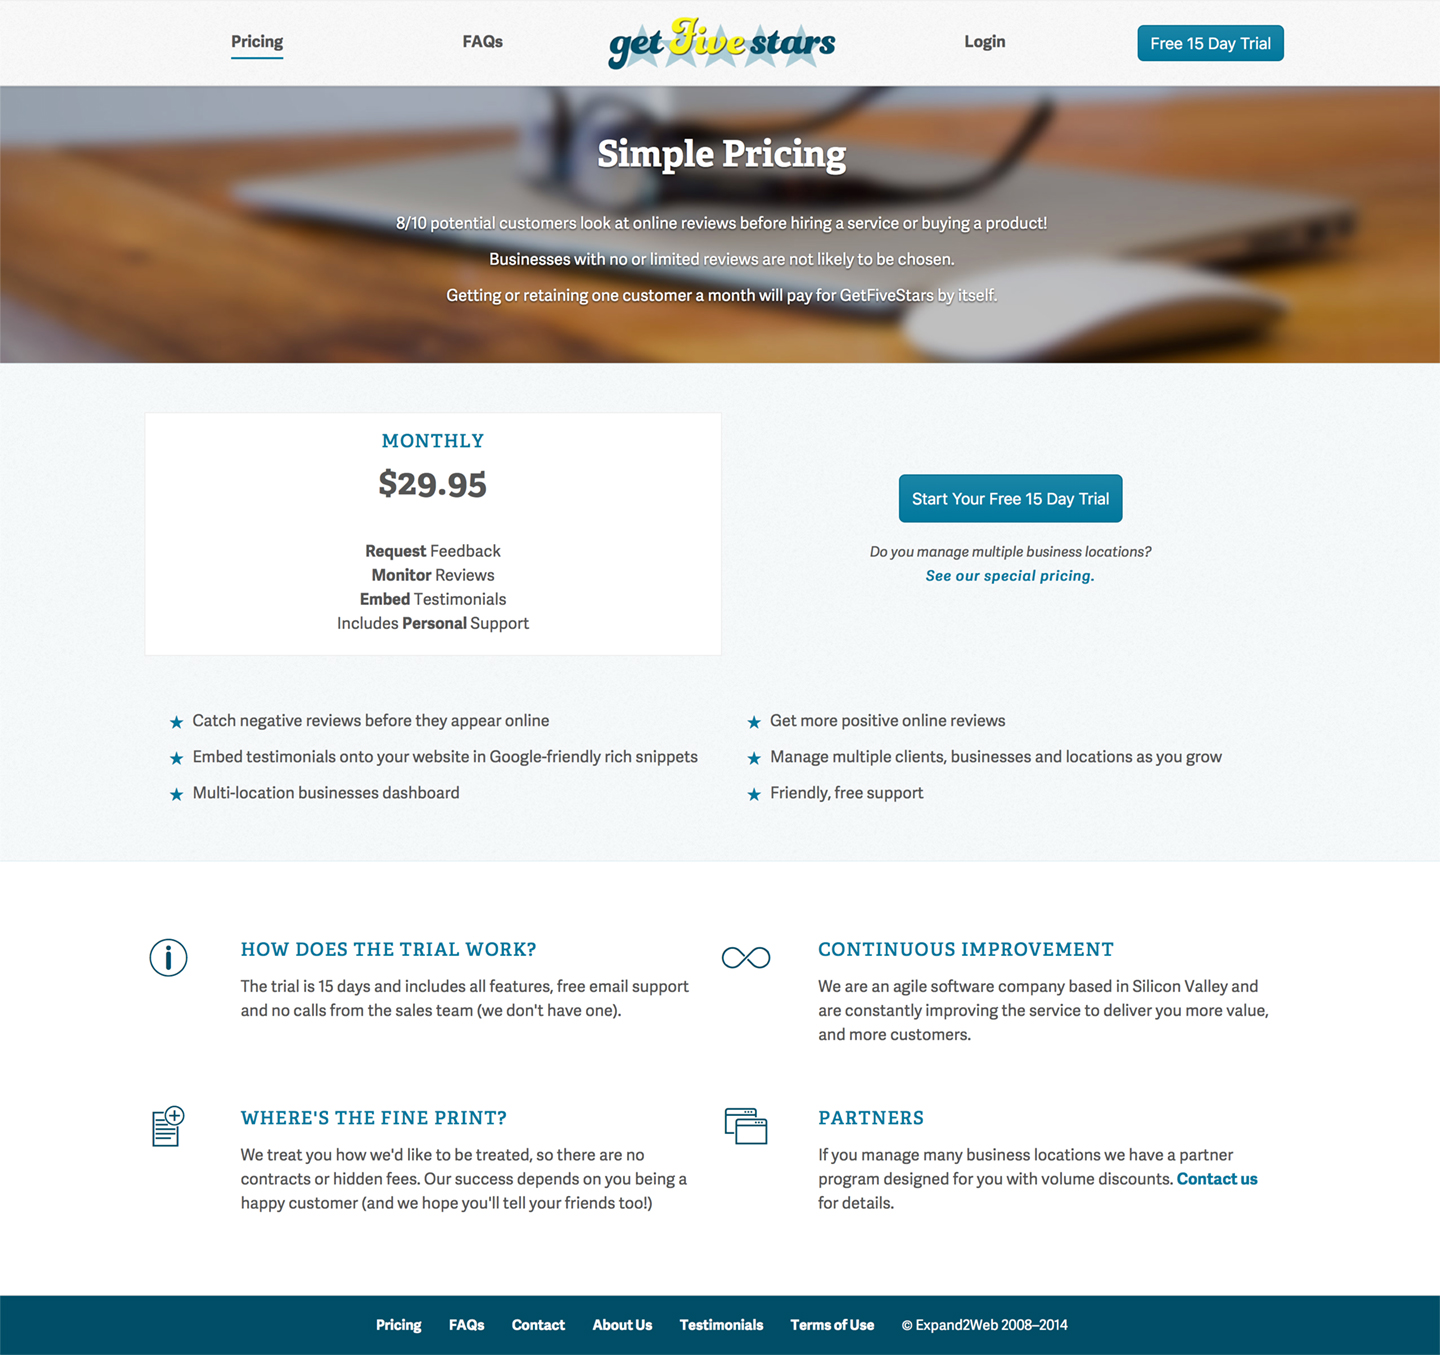 Pricing
FAQs
get Five stars
Login
Free 15 Day Trial
Simple Pricing
8/10 potential customers look at online reviews before hiring a service or buying a product!
Businesses with no or limited reviews are not likely to be chosen.
Getting or retaining one customer a month will pay for GetFiveStars by itself.
MONTHLY
$29.95
Request Feedback
Monitor Reviews
Embed Testimonials
Includes Personal Support
Start Your Free 15 Day Trial
Do you manage multiple business locations?
See our special pricing.
Catch negative reviews before they appear online
Embed testimonials onto your website in Google-friendly rich snippets
Multi-location businesses dashboard
Get more positive online reviews
Manage multiple clients, businesses and locations as you grow
Friendly, free support
HOW DOES THE TRIAL WORK?
The trial is 15 days and includes all features, free email support
and no calls from the sales team (we don't have one).
CONTINUOUS IMPROVEMENT
We are an agile software company based in Silicon Valley and
are constantly improving the service to deliver you more value,
and more customers.
WHERE'S THE FINE PRINT?
We treat you how we'd like to be treated, so there are no
contracts or hidden fees. Our success depends on you being a
happy customer (and we hope you'll tell your friends too!)
PARTNERS
If you manage many business locations we have a partner
program designed for you with volume discounts. Contact us
for details.
Pricing FAQs Contact About Us Testimonials Terms of Use © Expand2Web 2008–2014